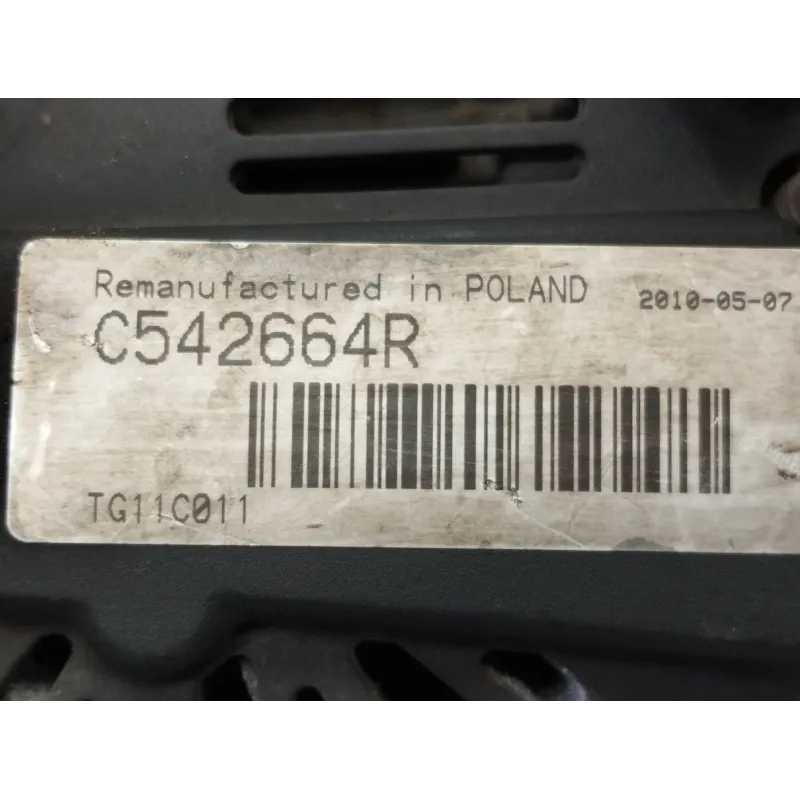 Remanufactured in POLAND 2010-05-07
C542664R
TG11C011